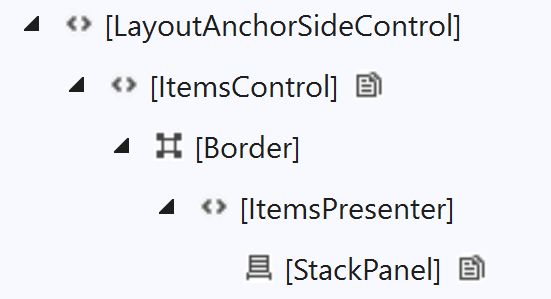 [LayoutAnchorSideControl]
[ItemsControl]
[Border]
[ItemsPresenter]
[StackPanel]